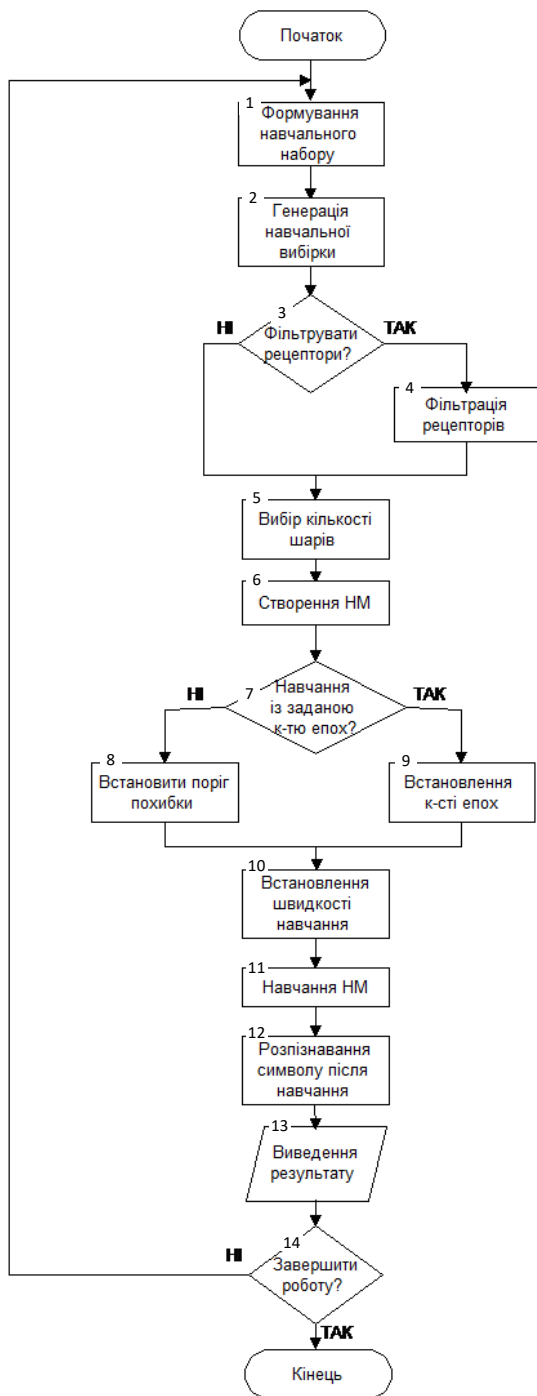 Початок
1
Формування
навчального
набору
2
Генерація
навчальної
вибірки
3
НІ
ТАК
Фільтрувати
рецептори?
4
Фільтрація
рецепторів
5
Вибір кількості
шарів
6
Створення НМ
7
НІ
ТАК
Навчання
із заданою
к-тю епох?
8
Встановити поріг
похибки
9
Встановлення
к-сті епох
10
Встановлення
швидкості
навчання
11
Навчання НМ
12
Розпізнавання
символу після
навчання
13
Виведення
результату
14
НІ
Завершити
роботу?
ТАК
Кінець